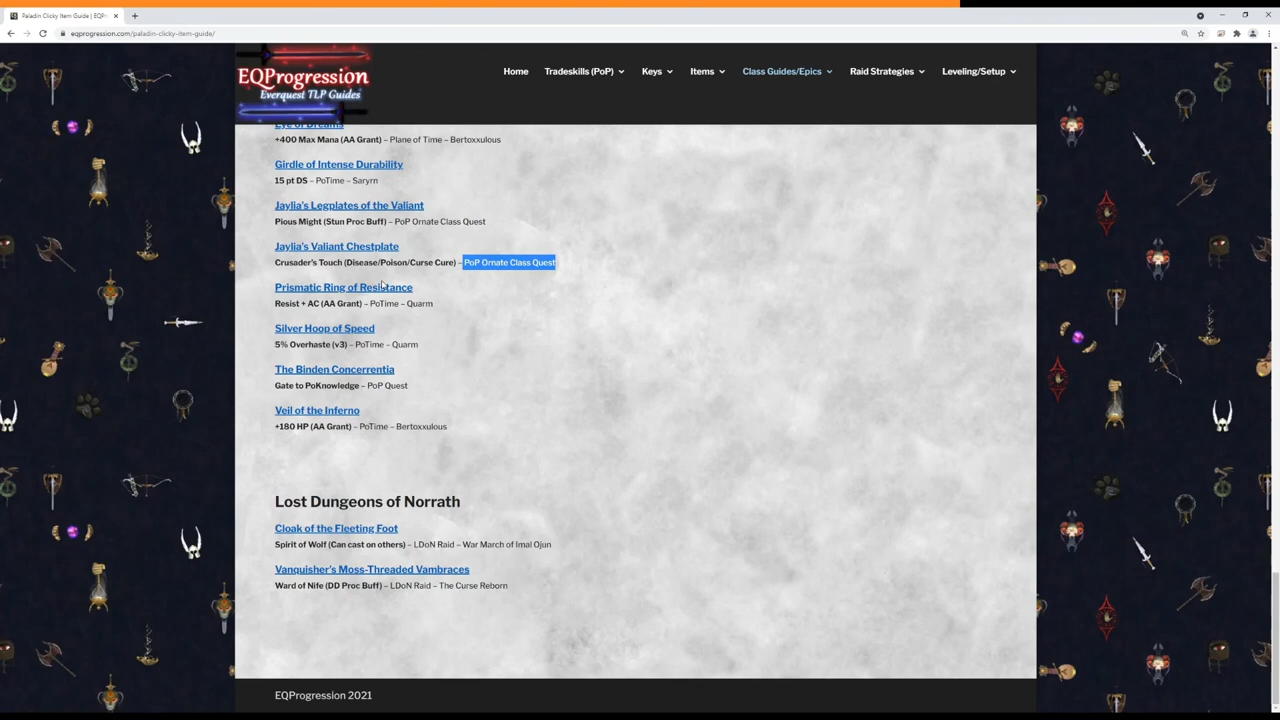 Paladin Clicky Item Guide | EQPr
eqprogression.com/paladin-clicky-item-guide/
EQProgression
Everquest TLP Guides
Home
Tradeskills (PoP)
Keys
Items
Class Guides/Epics
Raid Strategies
Leveling/Setup
Eye of Dreams
+400 Max Mana (AA Grant) – Plane of Time – Bertoxxulous
Girdle of Intense Durability
15 pt DS – PoTime – Saryrn
Jaylia's Legplates of the Valiant
Pious Might (Stun Proc Buff) – PoP Ornate Class Quest
Jaylia's Valiant Chestplate
Crusader's Touch (Disease/Poison/Curse Cure) – PoP Ornate Class Quest
Prismatic Ring of Resistance
Resist + AC (AA Grant) – PoTime – Quarm
Silver Hoop of Speed
5% Overhaste (v3) – PoTime – Quarm
The Binden Concerrentia
Gate to PoKnowledge – PoP Quest
Veil of the Inferno
+180 HP (AA Grant) – PoTime – Bertoxxulous
Lost Dungeons of Norrath
Cloak of the Fleeting Foot
Spirit of Wolf (Can cast on others) – LDoN Raid – War March of Imal Ojun
Vanquisher's Moss-Threaded Vambraces
Ward of Nife (DD Proc Buff) – LDoN Raid – The Curse Reborn
EQProgression 2021